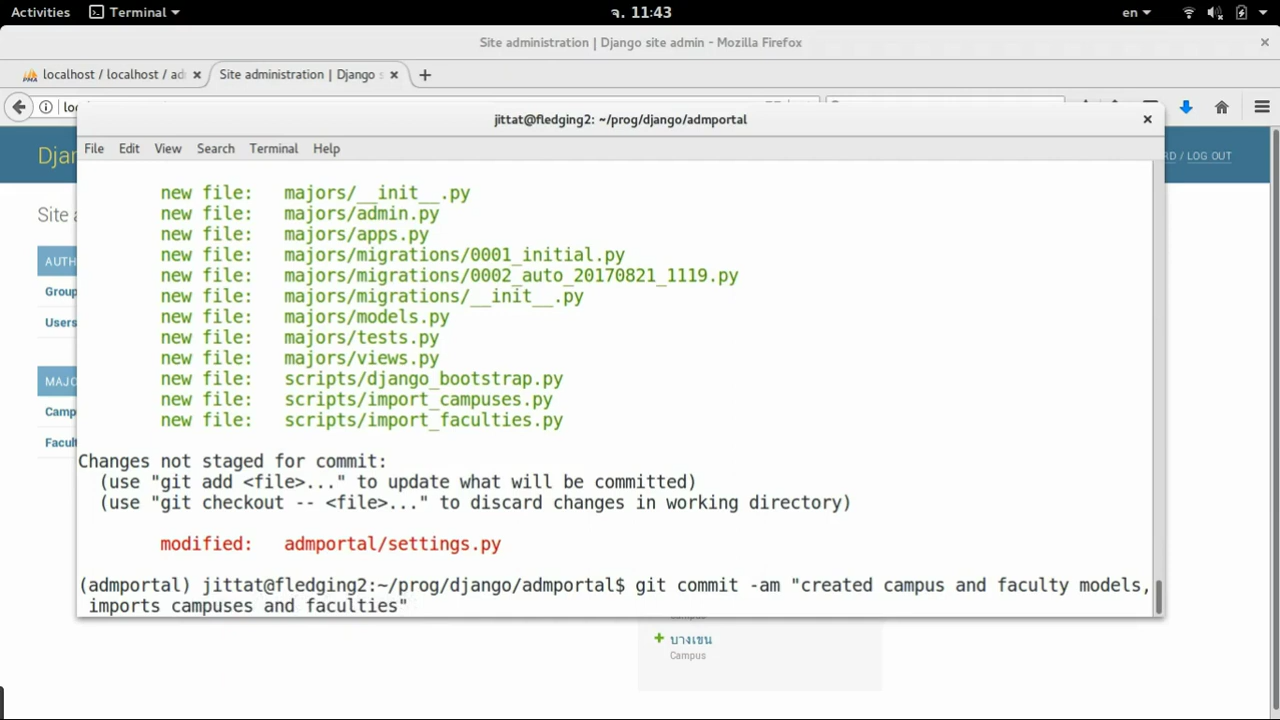 Activities Terminal จ. 11:43 en
Site administration | Django site admin - Mozilla Firefox
localhost / localhost / ad Site administration | Django s
jittat@fledging2: ~/prog/django/admportal
File Edit View Search Terminal Help
RD / LOG OUT
Djan
Site a
AUTH
Group
Users
MAJO
Camp
Facult
new file: majors/__init__.py
new file: majors/admin.py
new file: majors/apps.py
new file: majors/migrations/0001_initial.py
new file: majors/migrations/0002_auto_20170821_1119.py
new file: majors/migrations/__init__.py
new file: majors/models.py
new file: majors/tests.py
new file: majors/views.py
new file: scripts/django_bootstrap.py
new file: scripts/import_campuses.py
new file: scripts/import_faculties.py
Changes not staged for commit:
(use "git add <file>..." to update what will be committed)
(use "git checkout -- <file>..." to discard changes in working directory)
modified: admportal/settings.py
(admportal) jittat@fledging2:~/prog/django/admportal$ git commit -am "created campus and faculty models,
imports campuses and faculties"
+ บางเขน
Campus